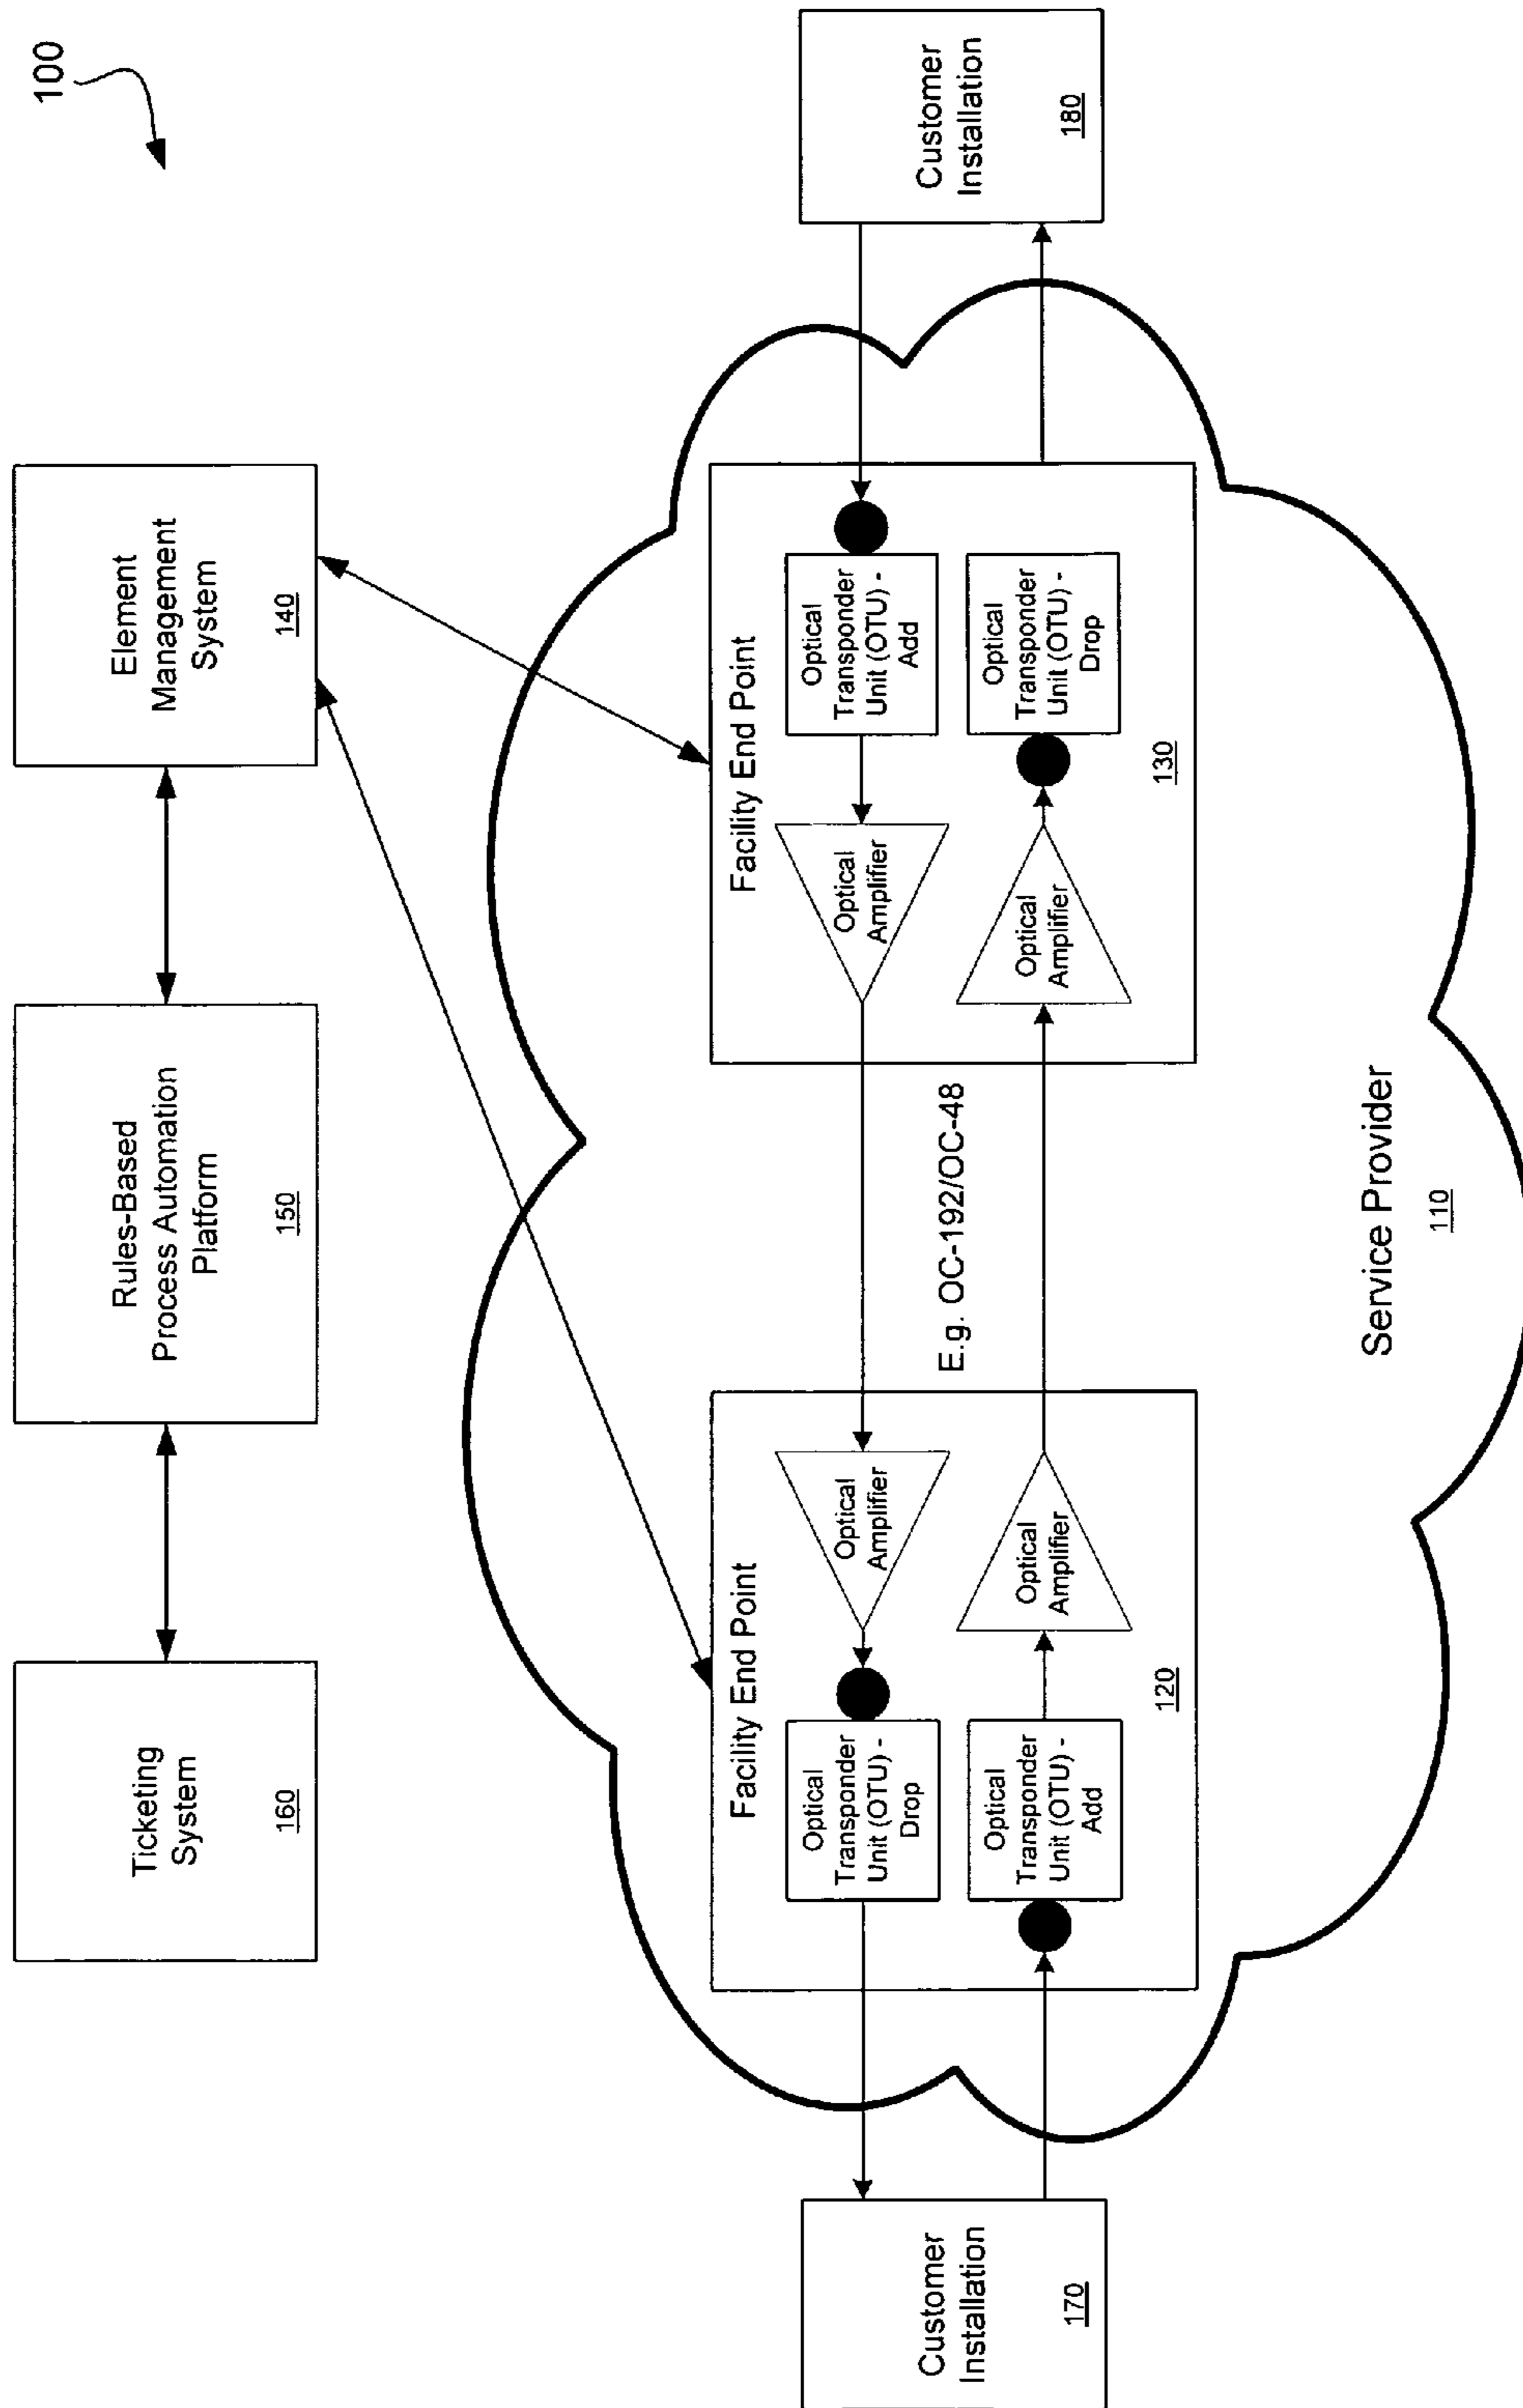 100
Ticketing
System
160
Rules-Based
Process Automation
Platform
150
Element
Management
System
140
Facility End Point
Optical
Transponder
Unit (OTU) -
Drop
Optical
Amplifier
Optical
Transponder
Unit (OTU) -
Add
Optical
Amplifier
120
E.g. OC-192/OC-48
Facility End Point
Optical
Amplifier
Optical
Transponder
Unit (OTU) -
Add
Optical
Amplifier
Optical
Transponder
Unit (OTU) -
Drop
130
Customer
Installation
170
Customer
Installation
180
Service Provider
110